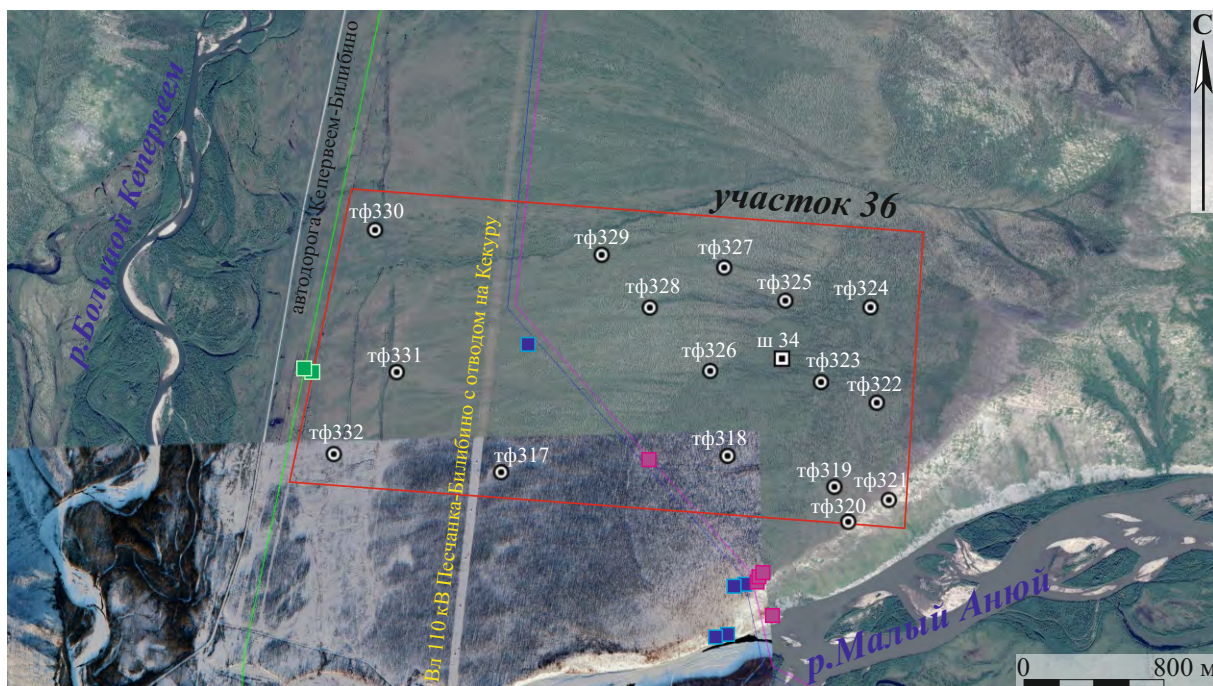 С
р.Большой Кепервеем
автодорога Кепервеем-Билибино
участок 36
тф330
тф329
тф327
тф328
тф325
тф324
Вл 110 кВ Песчанка-Билибино с отводом на Кекуру
ш 34
тф331
тф326
тф323
тф322
тф332
тф317
тф318
тф319
тф321
тф320
р.Малый Анюй
0 800 м